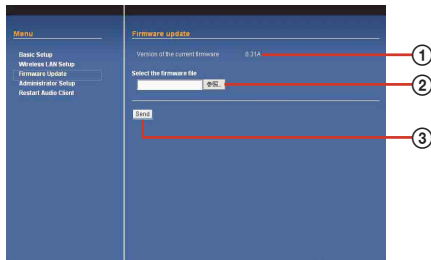 Menu
Basic Setup
Wireless LAN Setup
Firmware Update
Administrator Setup
Restart Audio Client
Firmware update
Version of the current firmware 8.31A
Select the firmware file
参照...
Send
1
2
3